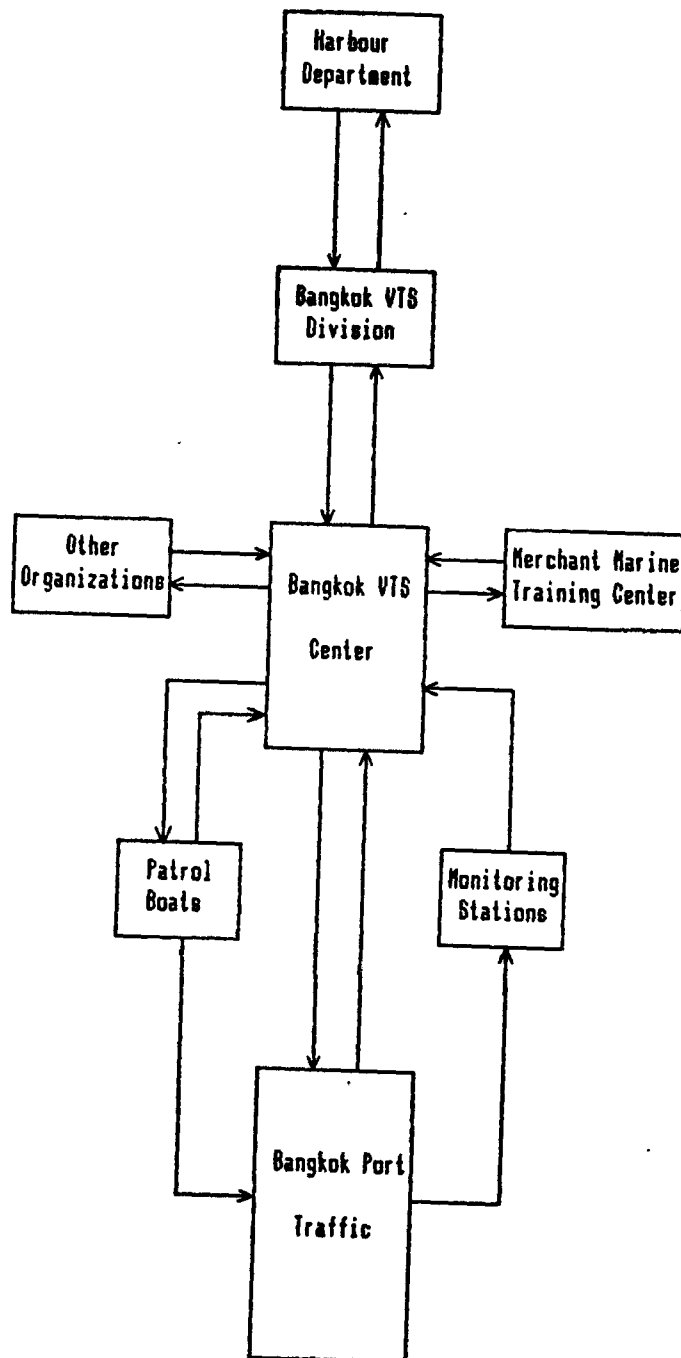 Harbour
Department
Bangkok VTS
Division
Other
Organizations
Bangkok VTS
Center
Merchant Marine
Training Center
Patrol
Boats
Monitoring
Stations
Bangkok Port
Traffic